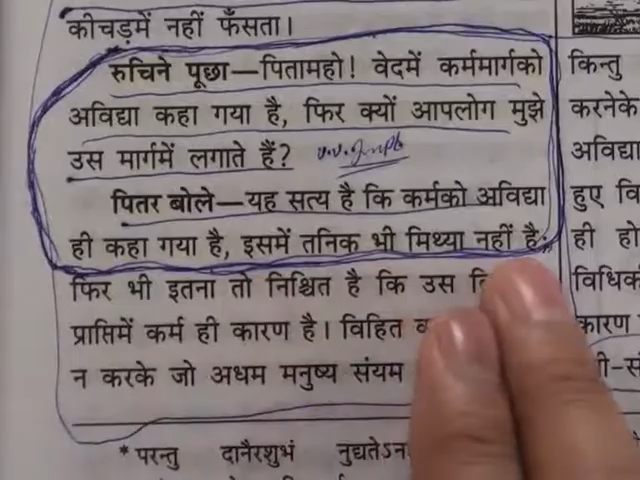 कीचड़में नहीं फँसता।
रुचिने पूछा—पितामहो! वेदमें कर्ममार्गको
अविद्या कहा गया है, फिर क्यों आपलोग मुझे
उस मार्गमें लगाते हैं?
पितर बोले—यह सत्य है कि कर्मको अविद्या
ही कहा गया है, इसमें तनिक भी मिथ्या नहीं है;
फिर भी इतना तो निश्चित है कि उस
प्राप्तिमें कर्म ही कारण है। विहित
न करके जो अधम मनुष्य संयम
* परन्तु दानैरशुभं
किन्तु
करनेके
अविद्या
हुए
ही हो
कारण